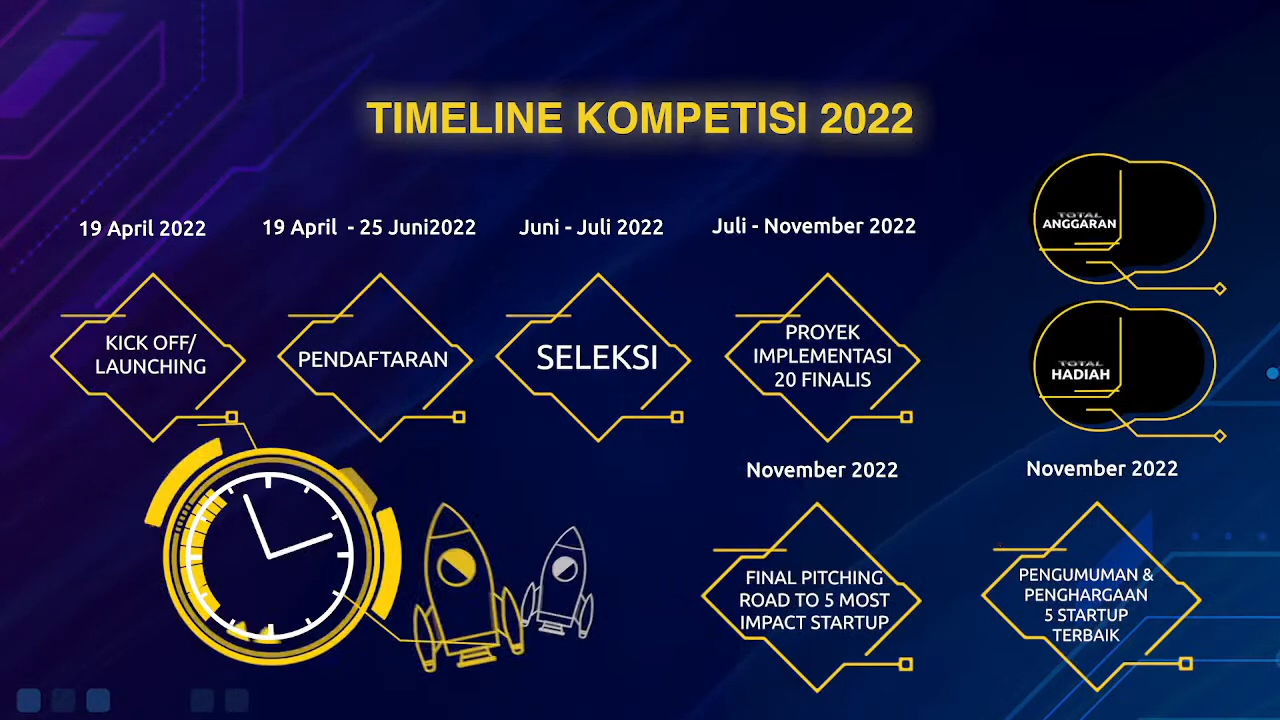 TIMELINE KOMPETISI 2022
19 April 2022
19 April - 25 Juni2022
Juni - Juli 2022
Juli - November 2022
KICK OFF/
LAUNCHING
PENDAFTARAN
SELEKSI
PROYEK
IMPLEMENTASI
20 FINALIS
TOTAL
ANGGARAN
TOTAL
HADIAH
November 2022
FINAL PITCHING
ROAD TO 5 MOST
IMPACT STARTUP
November 2022
PENGUMUMAN &
PENGHARGAAN
5 STARTUP
TERBAIK